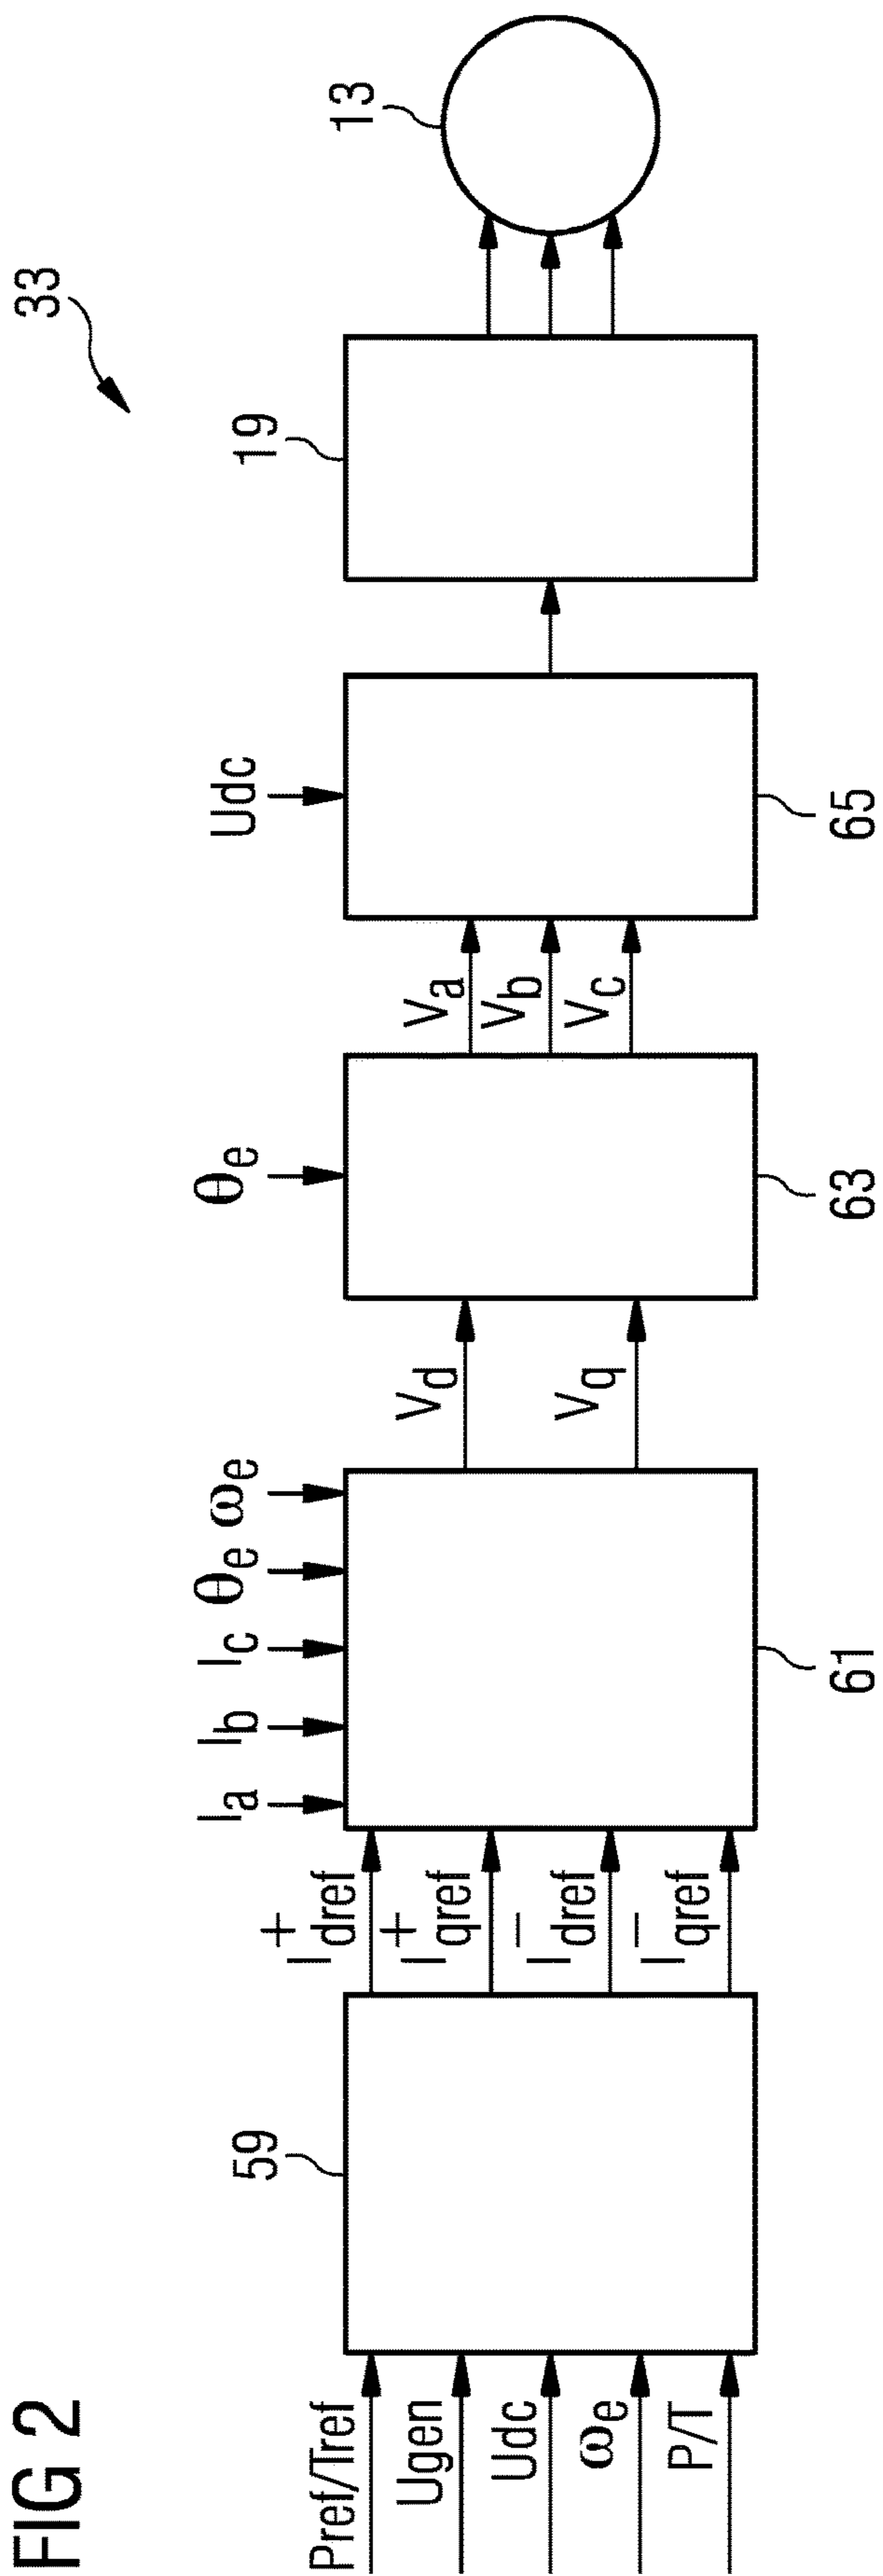 FIG 2
33
Pref/Tref
Ugen
Udc
ωe
P/T
59
I+dref
I+qref
I−dref
I−qref
Ia
Ib
Ic
θe
ωe
61
Vd
Vq
θe
63
Va
Vb
Vc
Udc
65
19
13